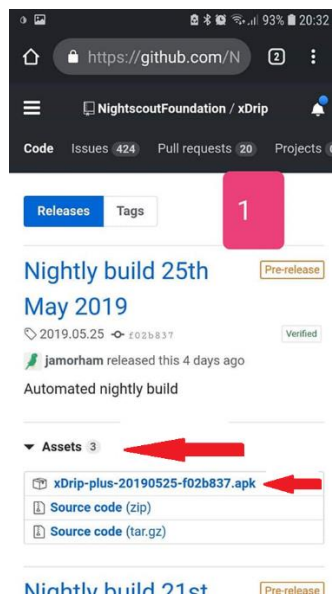 93% 20:32
https://github.com/N 2
NightscoutFoundation / xDrip
Code Issues 424 Pull requests 20 Projects
Releases Tags
1
Nightly build 25th
May 2019
Pre-release
2019.05.25 f02b837
Verified
jamorham released this 4 days ago
Automated nightly build
Assets 3
xDrip-plus-20190525-f02b837.apk
Source code (zip)
Source code (tar.gz)
Nightly build 21st
Pre-release